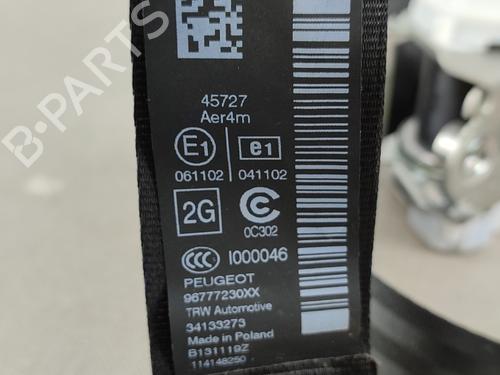 B-PARTS
45727
Aer4m
E1 e1
061102 041102
2G C
0C302
CCC I000046
PEUGEOT
96777230XX
TRW Automotive
34133273
Made in Poland
B131119Z
114148250